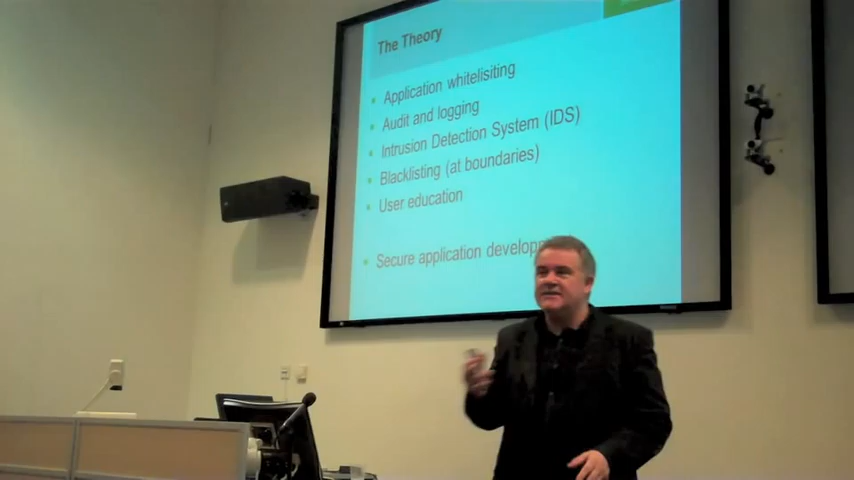 The Theory
Application whitelisiting
Audit and logging
Intrusion Detection System (IDS)
Blacklisting (at boundaries)
User education
Secure application develop